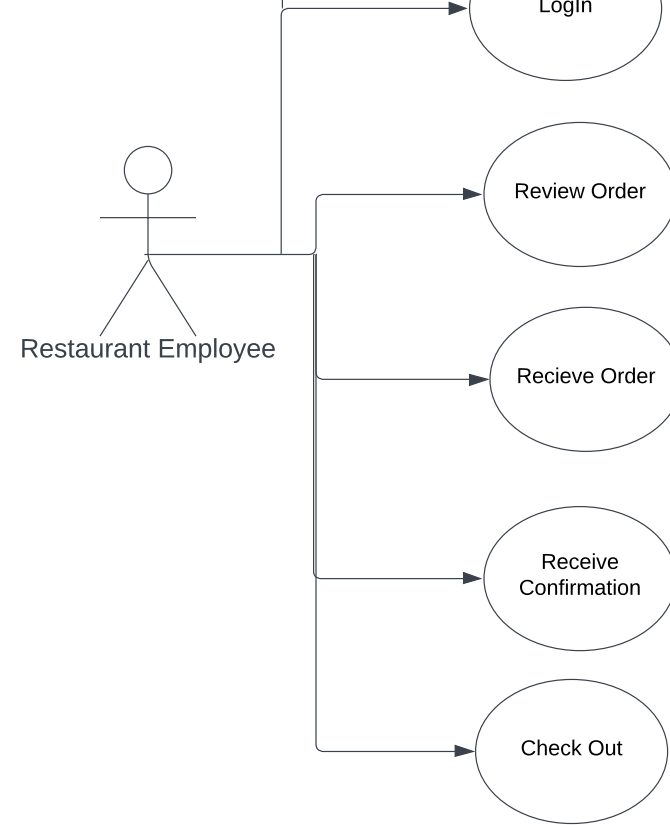 LogIn
Review Order
Restaurant Employee
Recieve Order
Receive
Confirmation
Check Out